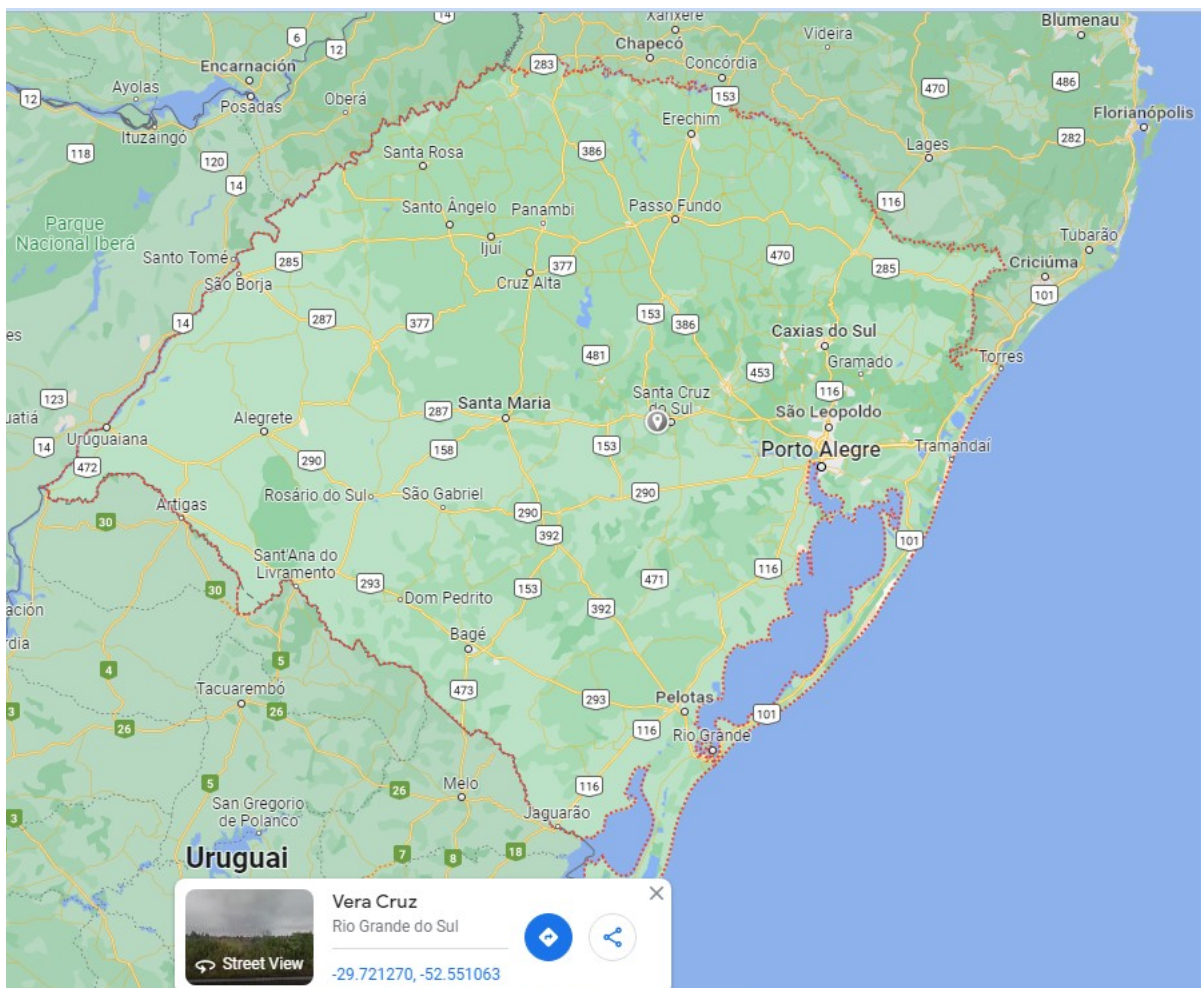 Xanxerê
Blumenau
14
6
Chapecó
Videira
12
283
Concórdia
Encarnación
Ayolas
Posadas
Oberá
153
470
486
12
Ituzaingó
Florianópolis
Erechim
118
386
Lages
282
Santa Rosa
120
14
116
Santo Ângelo
Panambi
Passo Fundo
Parque
Nacional Iberá
Ijuí
Tubarão
Santo Tomé
285
377
470
285
Criciúma
São Borja
Cruz Alta
101
14
287
377
153
386
es
Caxias do Sul
481
Torres
Gramado
453
123
Santa Cruz
do Sul
116
uatiá
287
Santa Maria
São Leopoldo
Alegrete
14
Uruguaiana
158
153
Porto Alegre
Tramandaí
472
290
Rosário do Sul
São Gabriel
290
Artigas
290
30
392
101
Sant'Ana do
Livramento
116
293
153
471
30
Dom Pedrito
392
ación
Bagé
rdia
5
4
Tacuarembó
473
293
Pelotas
3
26
101
26
116
Rio Grande
5
Melo
116
26
San Gregorio
de Polanco
3
Jaguarão
Uruguai
7
8
18
Vera Cruz
Rio Grande do Sul
Street View
-29.721270, -52.551063